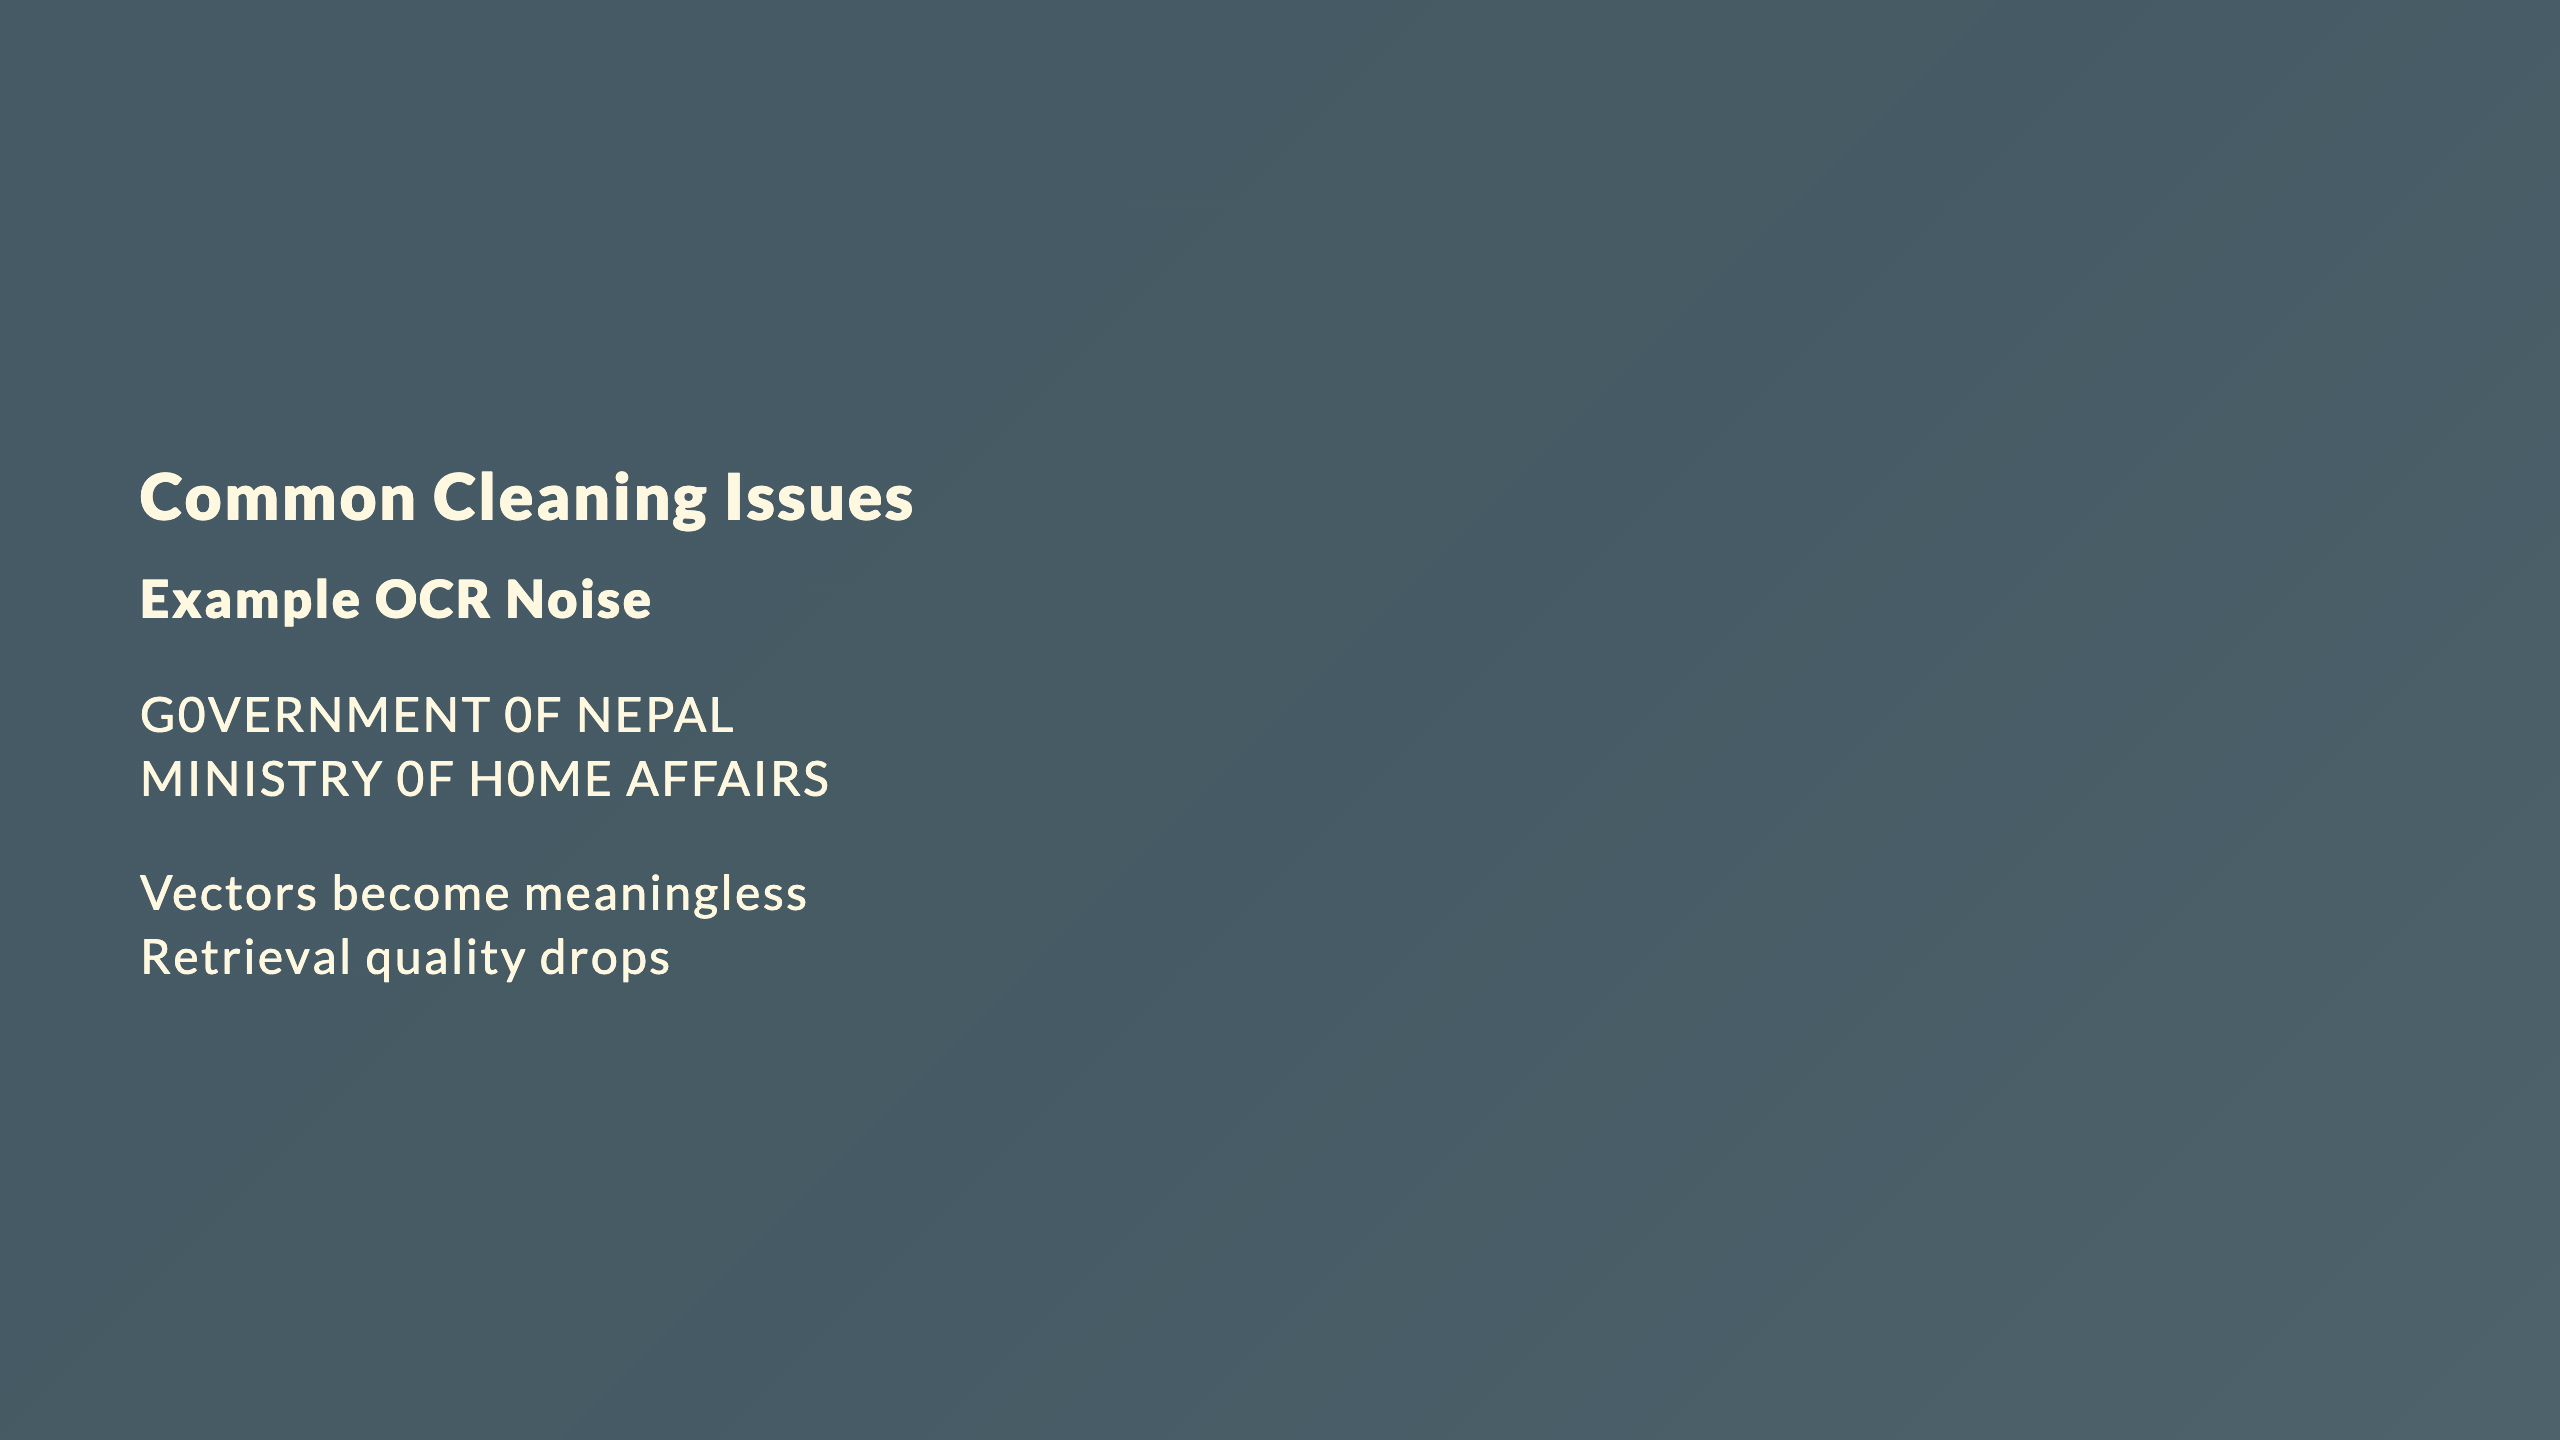 Common Cleaning Issues
Example OCR Noise
G0VERNMENT 0F NEPAL
MINISTRY 0F H0ME AFFAIRS
Vectors become meaningless
Retrieval quality drops